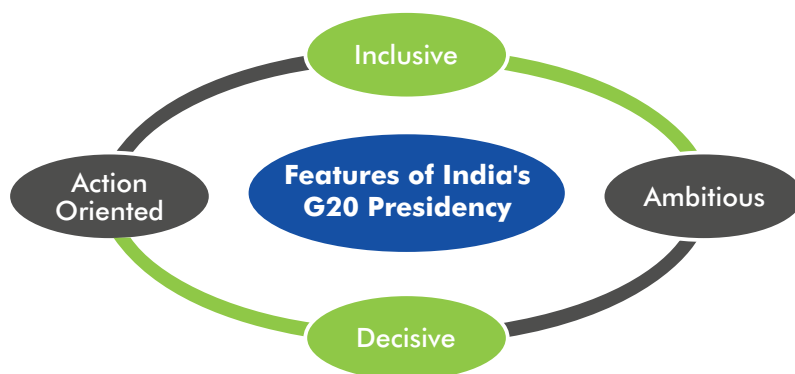 Inclusive
Features of India's
G20 Presidency
Action
Oriented
Ambitious
Decisive